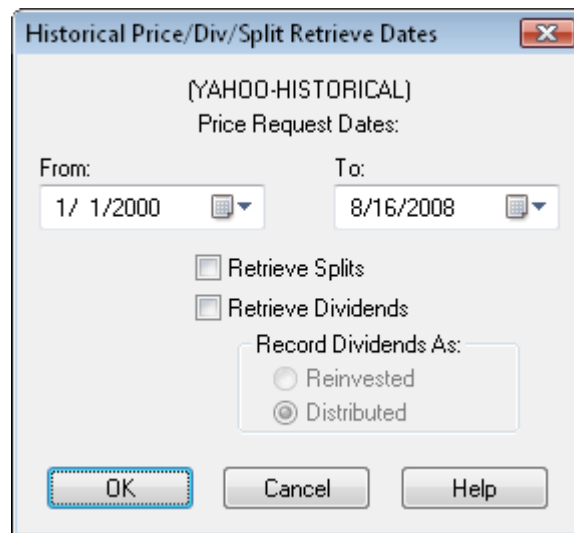 Historical Price/Div/Split Retrieve Dates
(YAHOO-HISTORICAL)
Price Request Dates:
From: To:
1/ 1/2000 8/16/2008
Retrieve Splits
Retrieve Dividends
Record Dividends As:
Reinvested
Distributed
OK Cancel Help